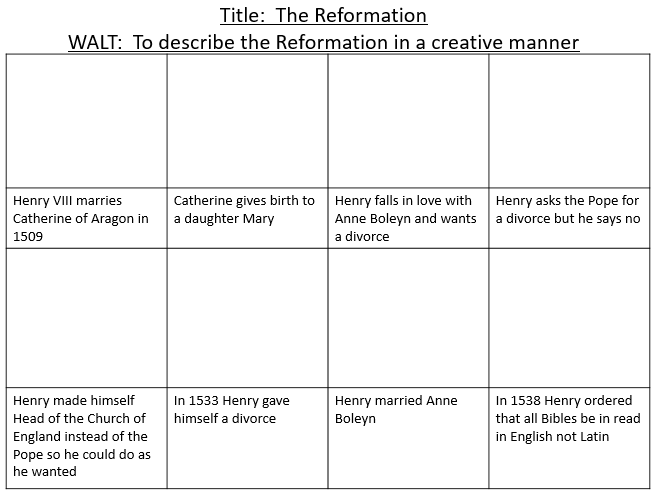 Title:  The Reformation
WALT:  To describe the Reformation in a creative manner
Henry VIII marries
Catherine of Aragon in
1509
Catherine gives birth to
a daughter Mary
Henry falls in love with
Anne Boleyn and wants
a divorce
Henry asks the Pope for
a divorce but he says no
Henry made himself
Head of the Church of
England instead of the
Pope so he could do as
he wanted
In 1533 Henry gave
himself a divorce
Henry married Anne
Boleyn
In 1538 Henry ordered
that all Bibles be in read
in English not Latin